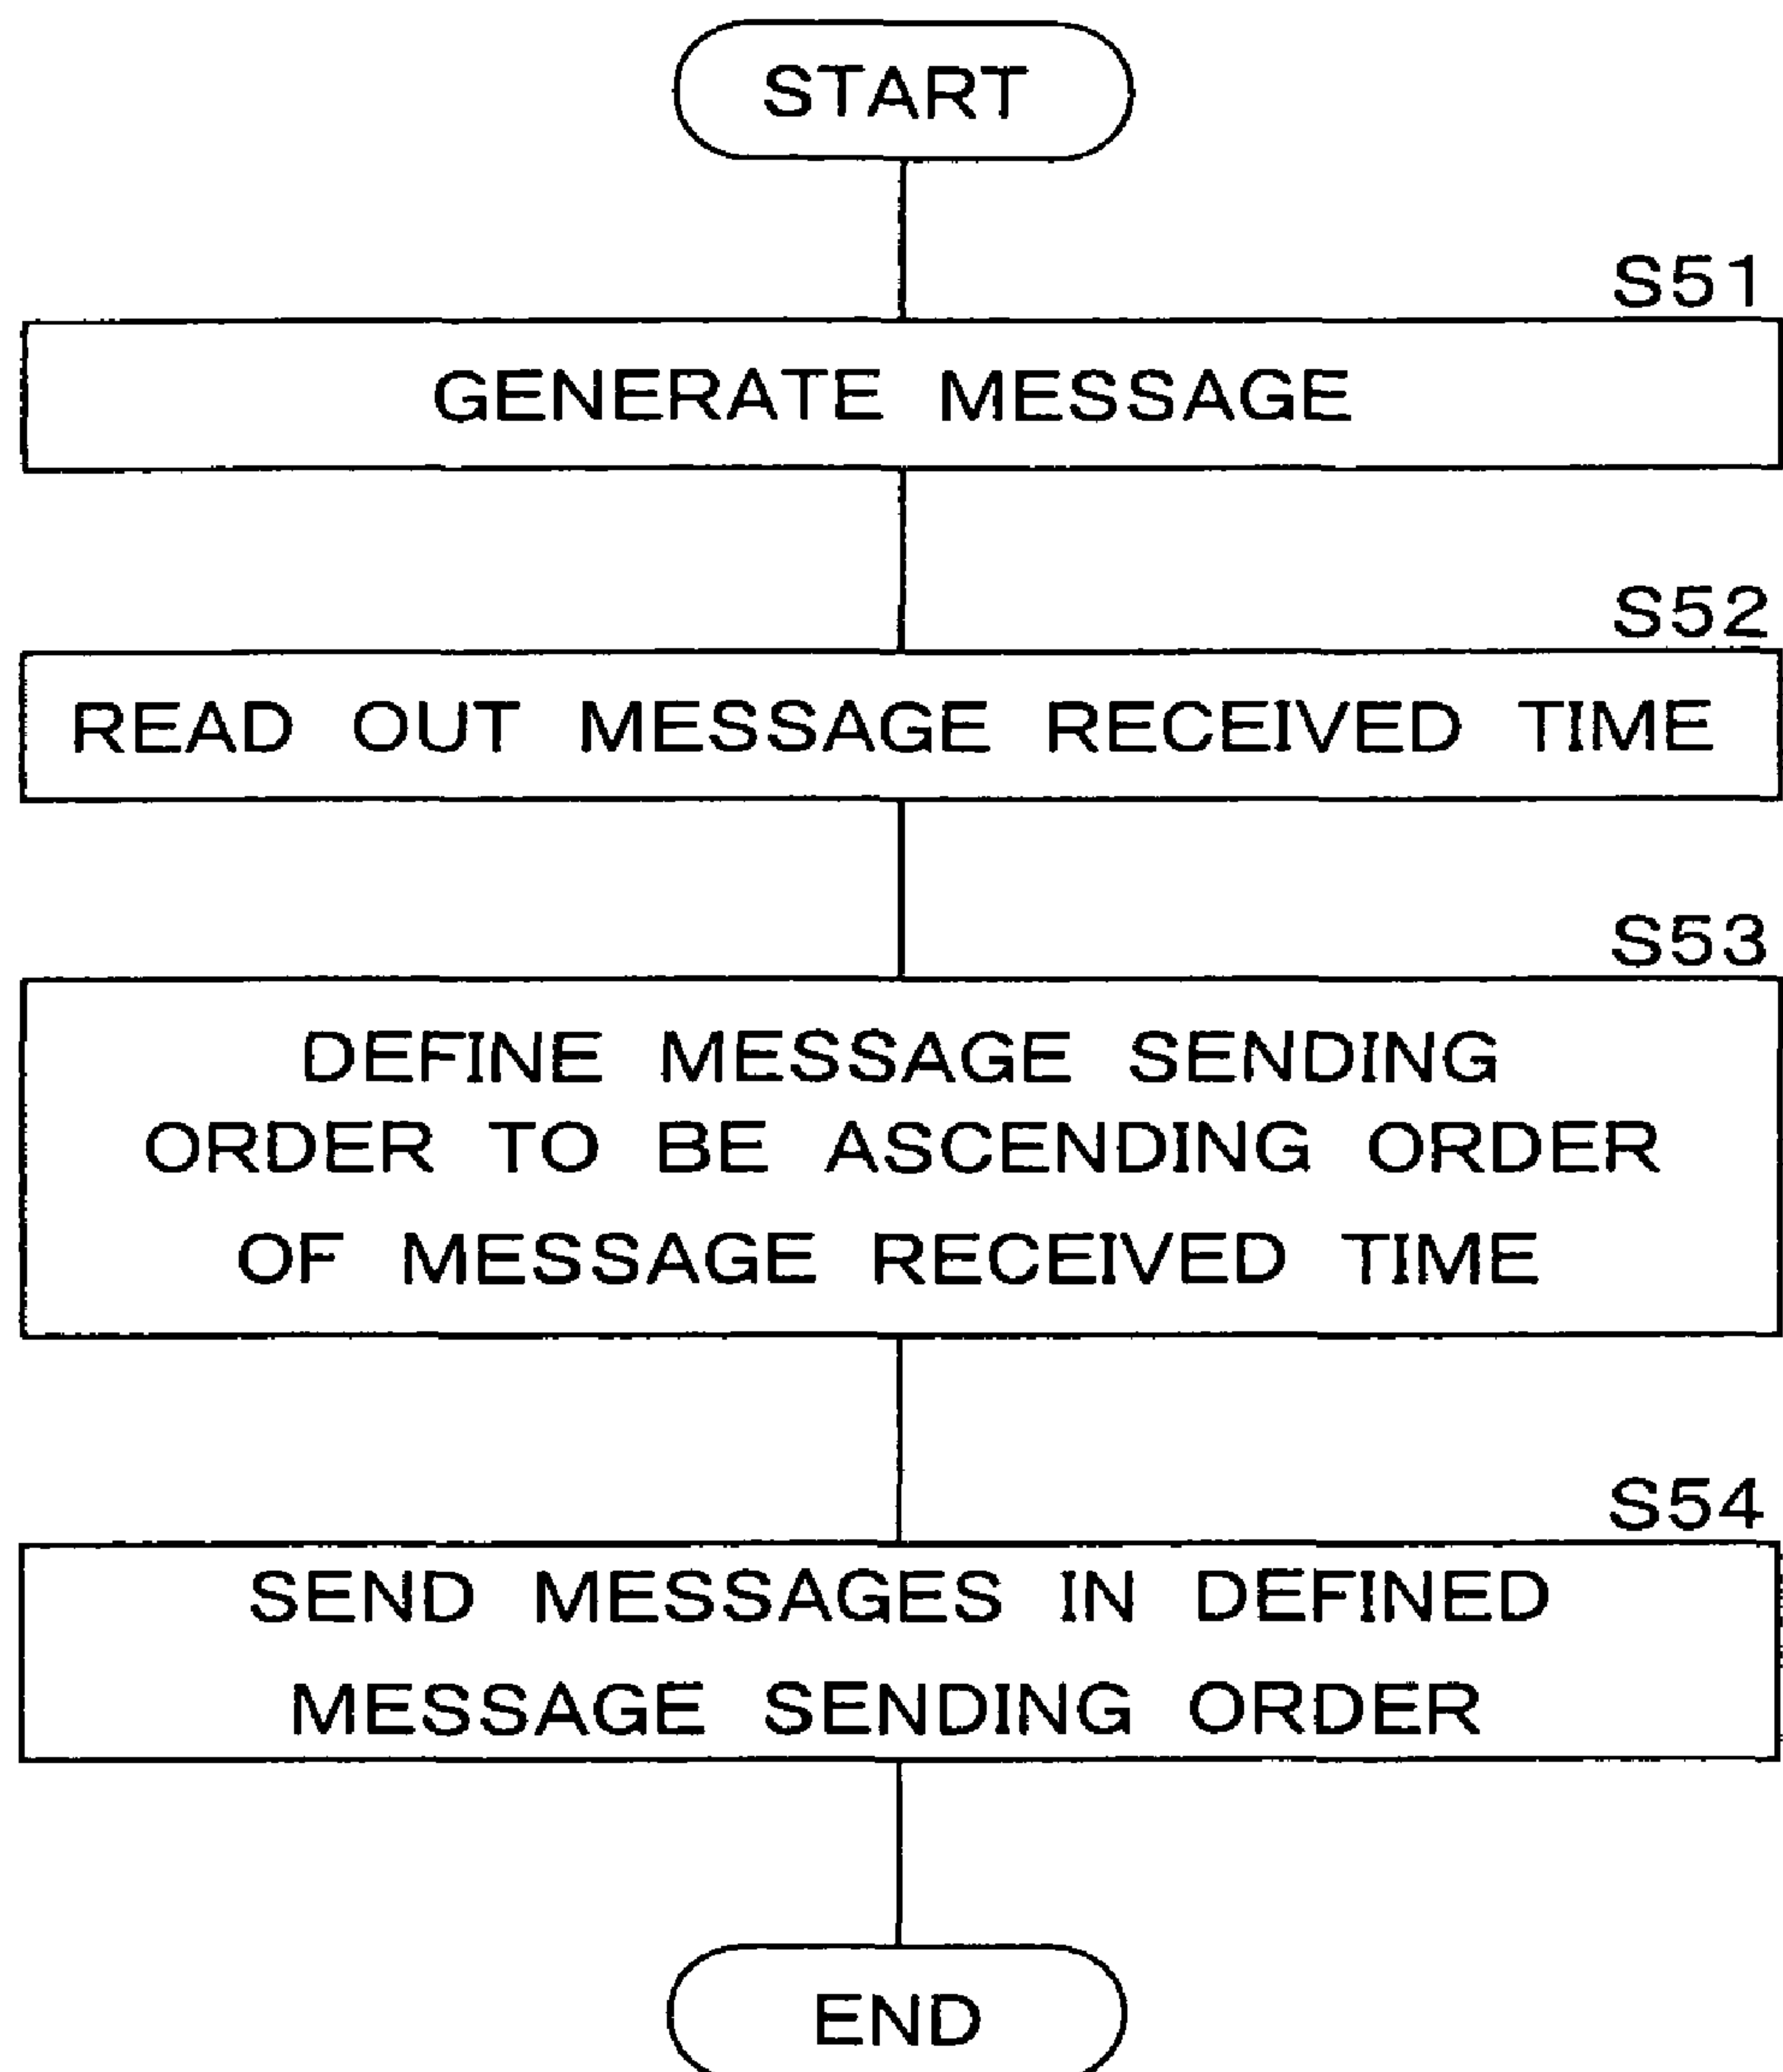 START
S51
GENERATE MESSAGE
S52
READ OUT MESSAGE RECEIVED TIME
S53
DEFINE MESSAGE SENDING
ORDER TO BE ASCENDING ORDER
OF MESSAGE RECEIVED TIME
S54
SEND MESSAGES IN DEFINED
MESSAGE SENDING ORDER
END